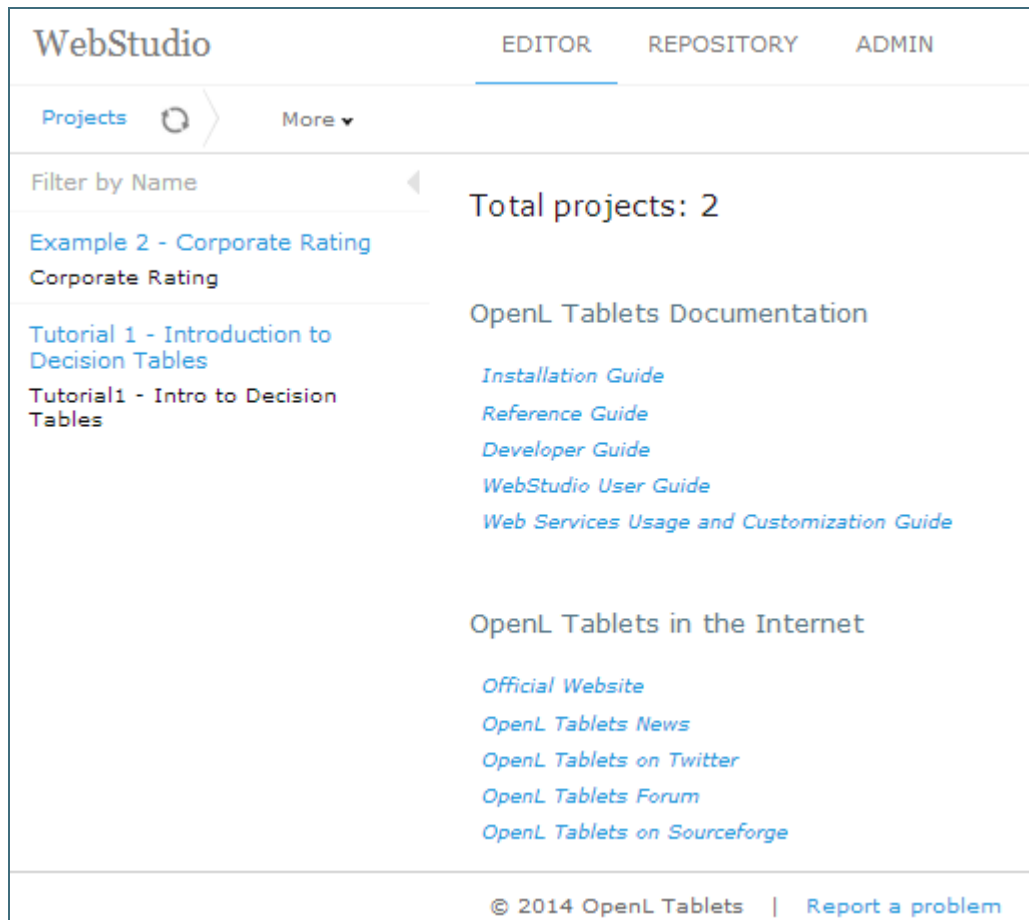 WebStudio
EDITOR REPOSITORY ADMIN
Projects More
Filter by Name
Example 2 - Corporate Rating
Corporate Rating
Tutorial 1 - Introduction to
Decision Tables
Tutorial1 - Intro to Decision
Tables
Total projects: 2
OpenL Tablets Documentation
Installation Guide
Reference Guide
Developer Guide
WebStudio User Guide
Web Services Usage and Customization Guide
OpenL Tablets in the Internet
Official Website
OpenL Tablets News
OpenL Tablets on Twitter
OpenL Tablets Forum
OpenL Tablets on Sourceforge
© 2014 OpenL Tablets | Report a problem